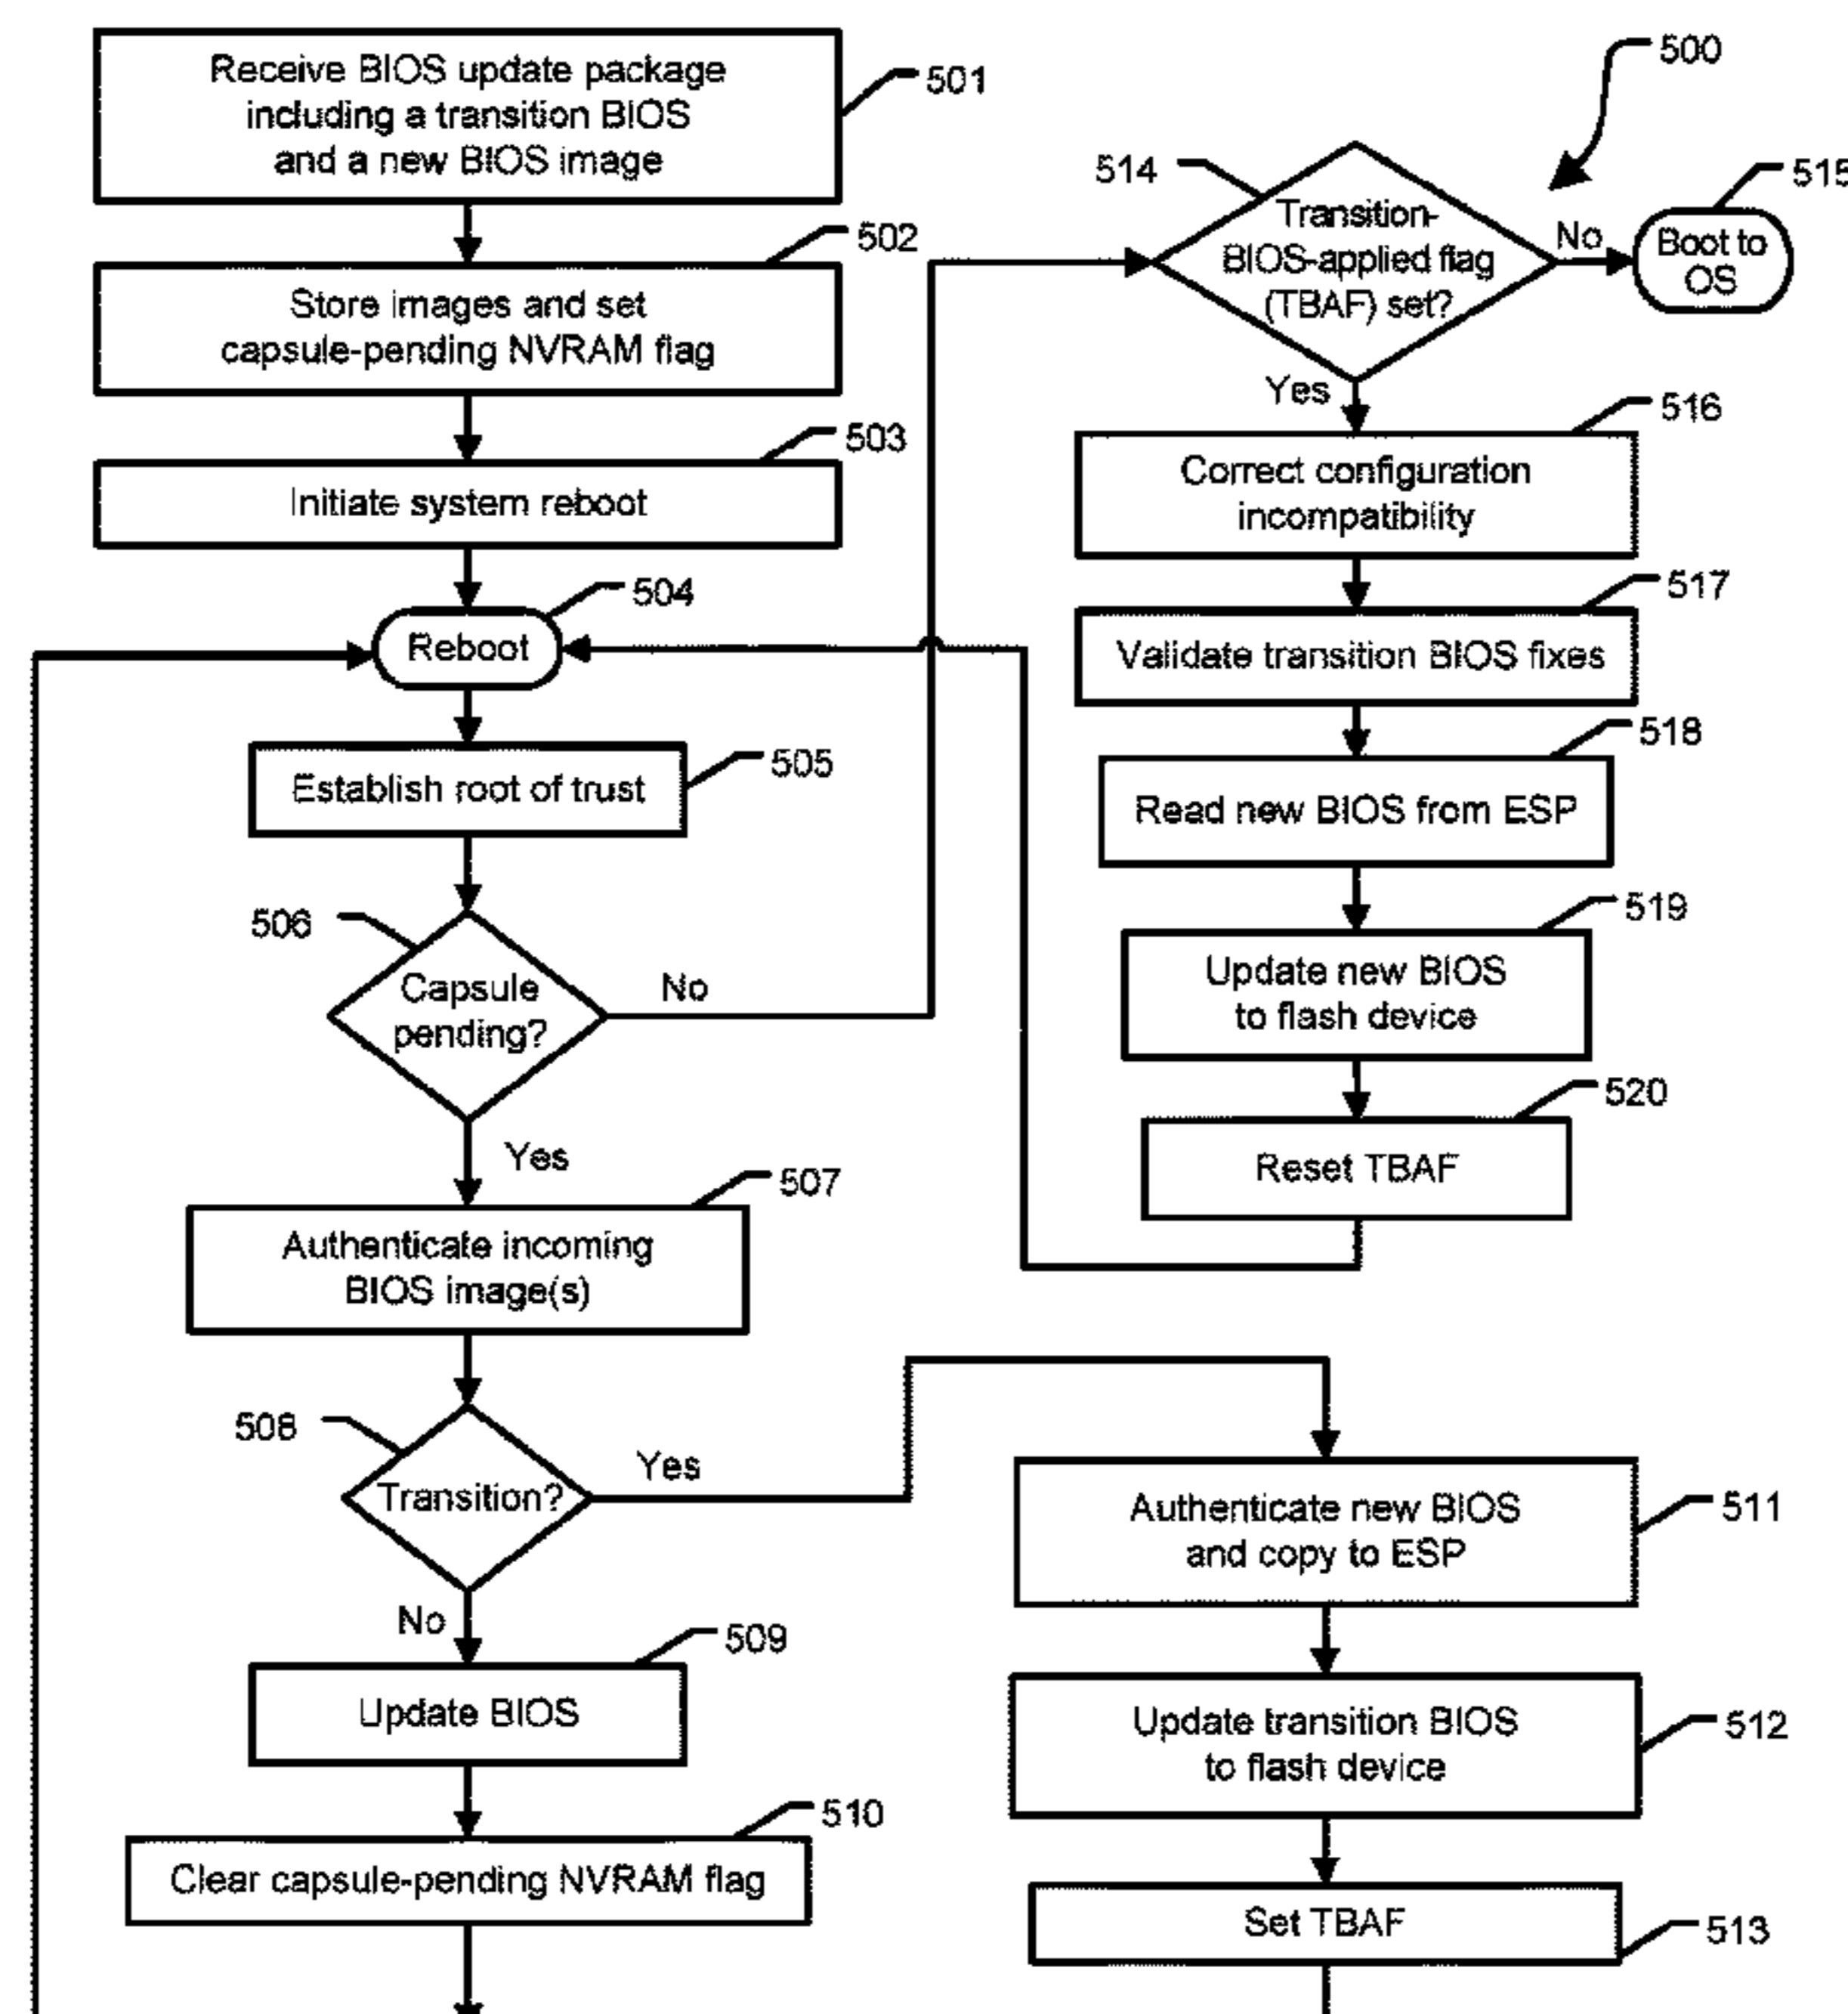 Receive BIOS update package
including a transition BIOS
and a new BIOS image
501
502
Store images and set
capsule-pending NVRAM flag
503
Initiate system reboot
504
Reboot
505
Establish root of trust
506
Capsule
pending?
No
Yes
507
Authenticate incoming
BIOS image(s)
508
Transition?
Yes
No
509
Update BIOS
510
Clear capsule-pending NVRAM flag
500
514
Transition-
BIOS-applied flag
(TBAF) set?
No
515
Boot to
OS
Yes
516
Correct configuration
incompatibility
517
Validate transition BIOS fixes
518
Read new BIOS from ESP
519
Update new BIOS
to flash device
520
Reset TBAF
Authenticate new BIOS
and copy to ESP
511
Update transition BIOS
to flash device
512
Set TBAF
513